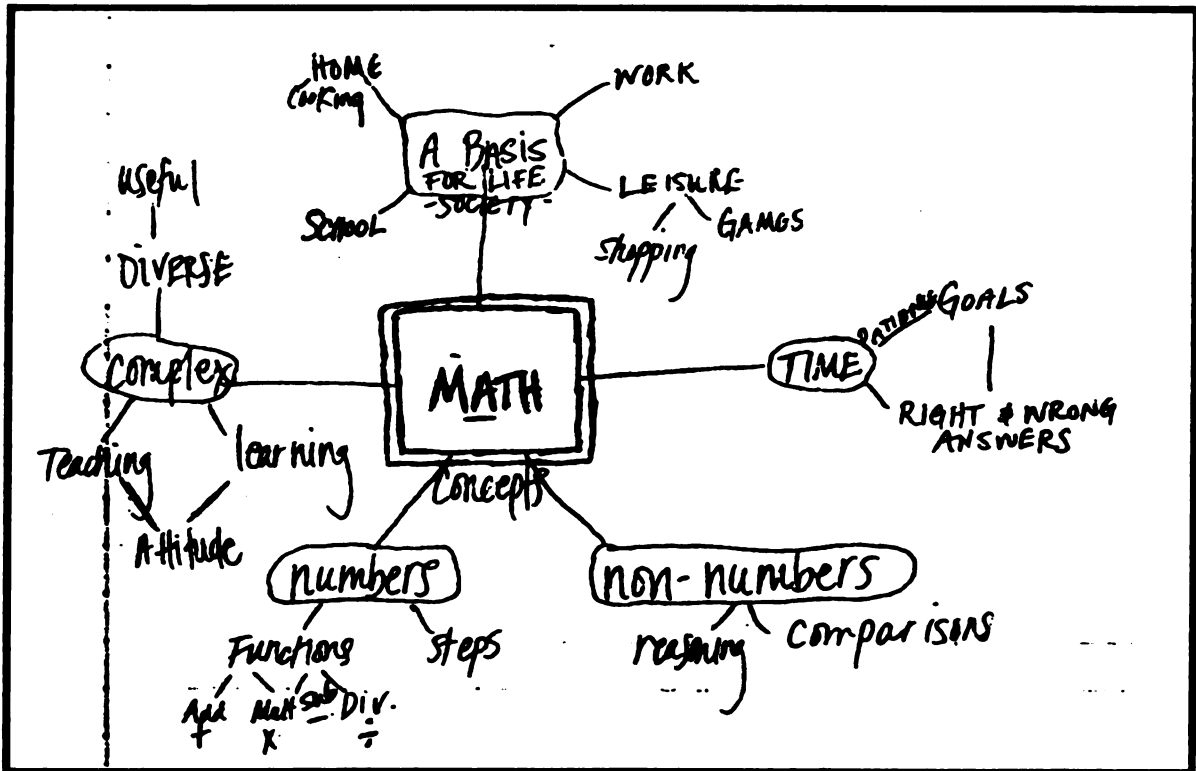 HOME
Cooking
WORK
A BASIS
FOR LIFE
-SOCIETY-
LEISURE
SCHOOL
Shopping
GAMES
useful
DIVERSE
complex
Teaching
learning
Attitude
MATH
TIME
PATIENCE
GOALS
RIGHT & WRONG
ANSWERS
Concepts
numbers
non-numbers
Functions
steps
reasoning
comparisons
Add
Mult
Sub
Div.
+
x
-
÷